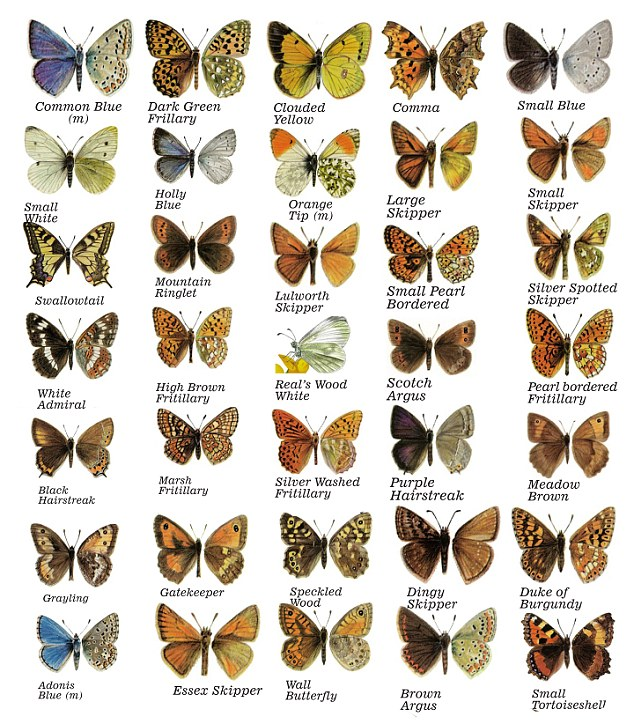 Common Blue
(m)
Dark Green
Frillary
Clouded
Yellow
Comma
Small Blue
Small
White
Holly
Blue
Orange
Tip (m)
Large
Skipper
Small
Skipper
Swallowtail
Mountain
Ringlet
Lulworth
Skipper
Small Pearl
Bordered
Silver Spotted
Skipper
White
Admiral
High Brown
Fritillary
Real's Wood
White
Scotch
Argus
Pearl bordered
Fritillary
Black
Hairstreak
Marsh
Fritillary
Silver Washed
Fritillary
Purple
Hairstreak
Meadow
Brown
Grayling
Gatekeeper
Speckled
Wood
Dingy
Skipper
Duke of
Burgundy
Adonis
Blue (m)
Essex Skipper
Wall
Butterfly
Brown
Argus
Small
Tortoiseshell